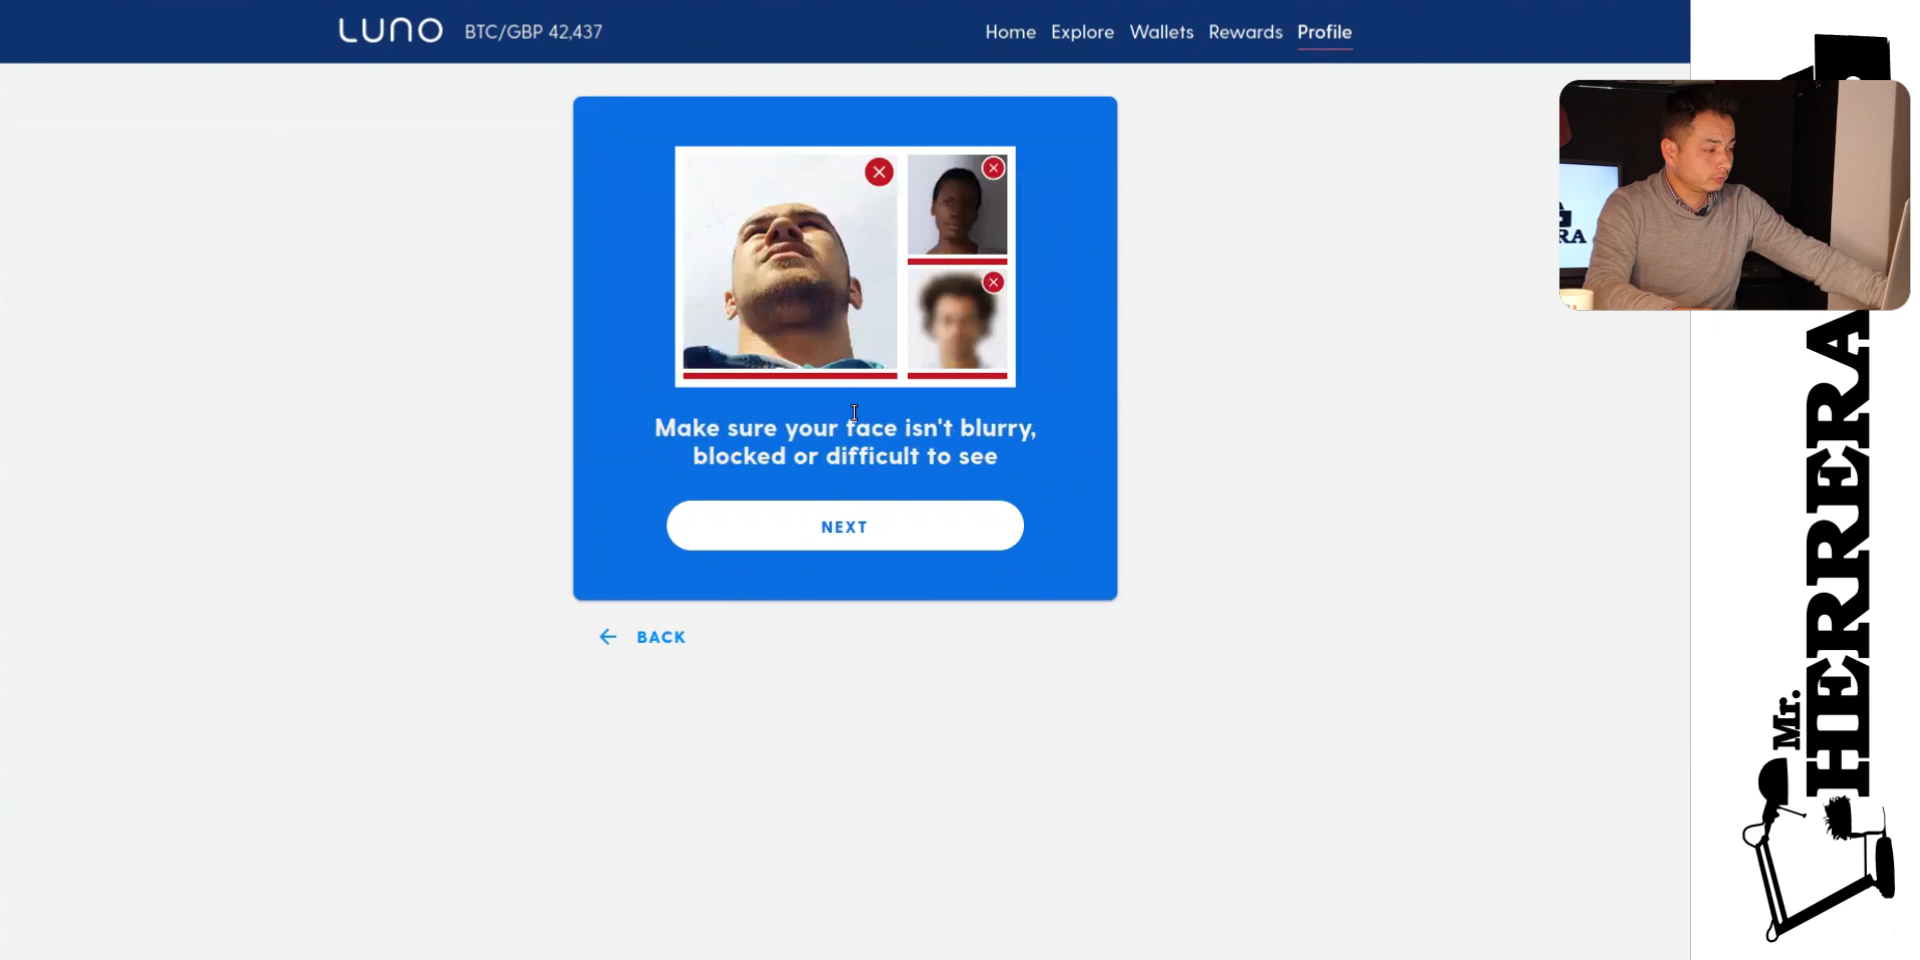 LUNO
BTC/GBP 42,437
Home
Explore
Wallets
Rewards
Profile
Make sure your face isn't blurry,
blocked or difficult to see
NEXT
BACK
RA
Mr.
HERRERA